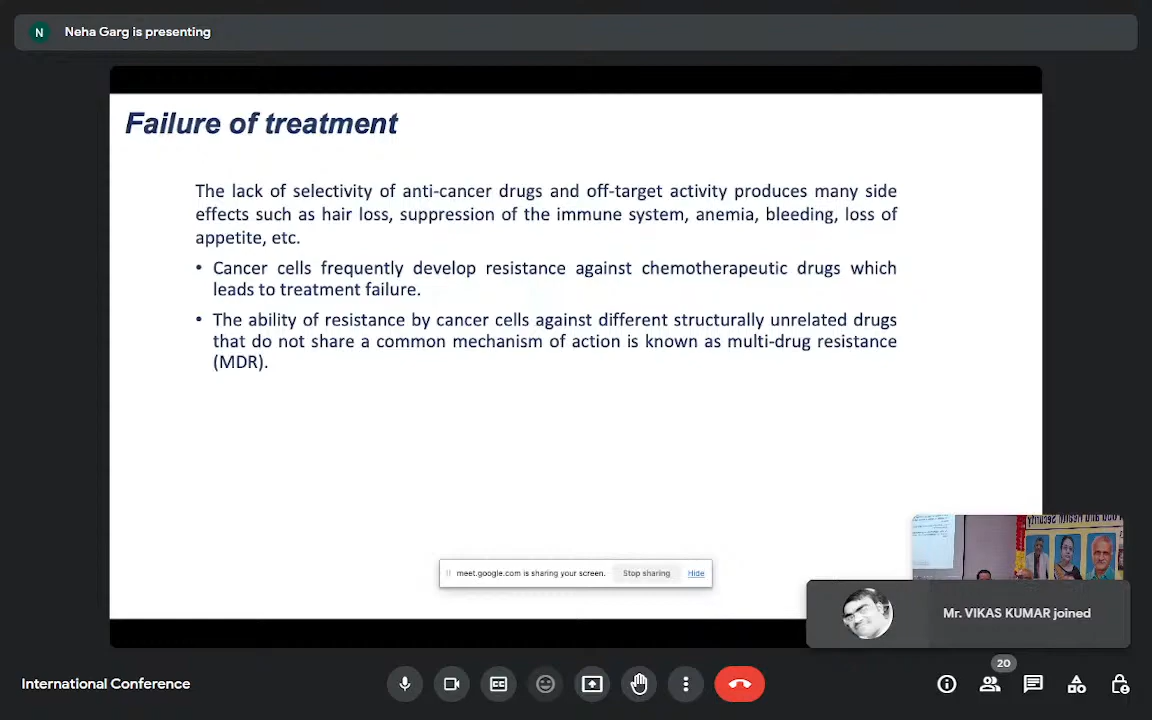 N
Neha Garg is presenting
Failure of treatment
The lack of selectivity of anti-cancer drugs and off-target activity produces many side
effects such as hair loss, suppression of the immune system, anemia, bleeding, loss of
appetite, etc.
• Cancer cells frequently develop resistance against chemotherapeutic drugs which
leads to treatment failure.
• The ability of resistance by cancer cells against different structurally unrelated drugs
that do not share a common mechanism of action is known as multi-drug resistance
(MDR).
meet.google.com is sharing your screen.
Stop sharing
Hide
Mr. VIKAS KUMAR joined
International Conference
20